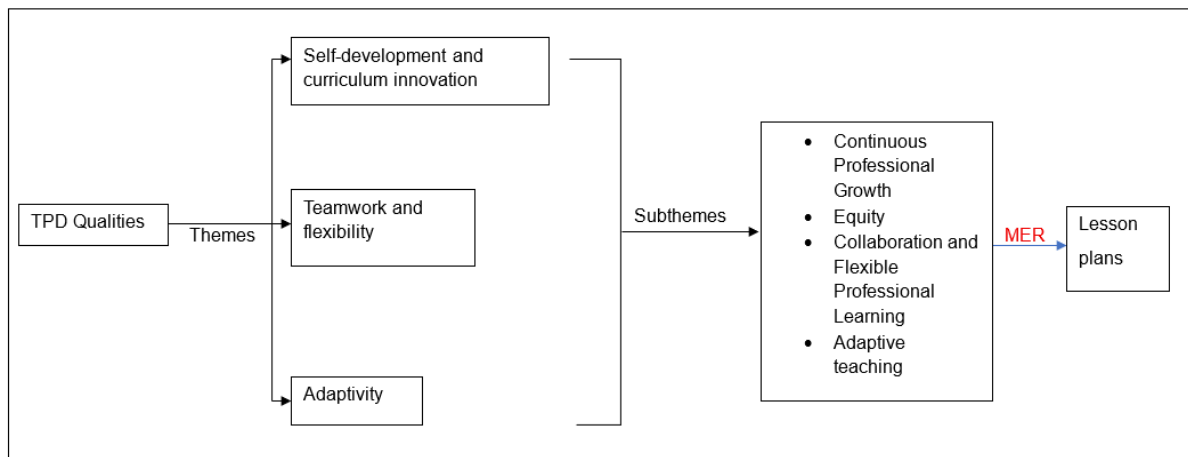 TPD Qualities
Themes
Self-development and
curriculum innovation
Teamwork and
flexibility
Adaptivity
Subthemes
• Continuous
Professional
Growth
• Equity
• Collaboration and
Flexible
Professional
Learning
• Adaptive
teaching
MER
Lesson
plans